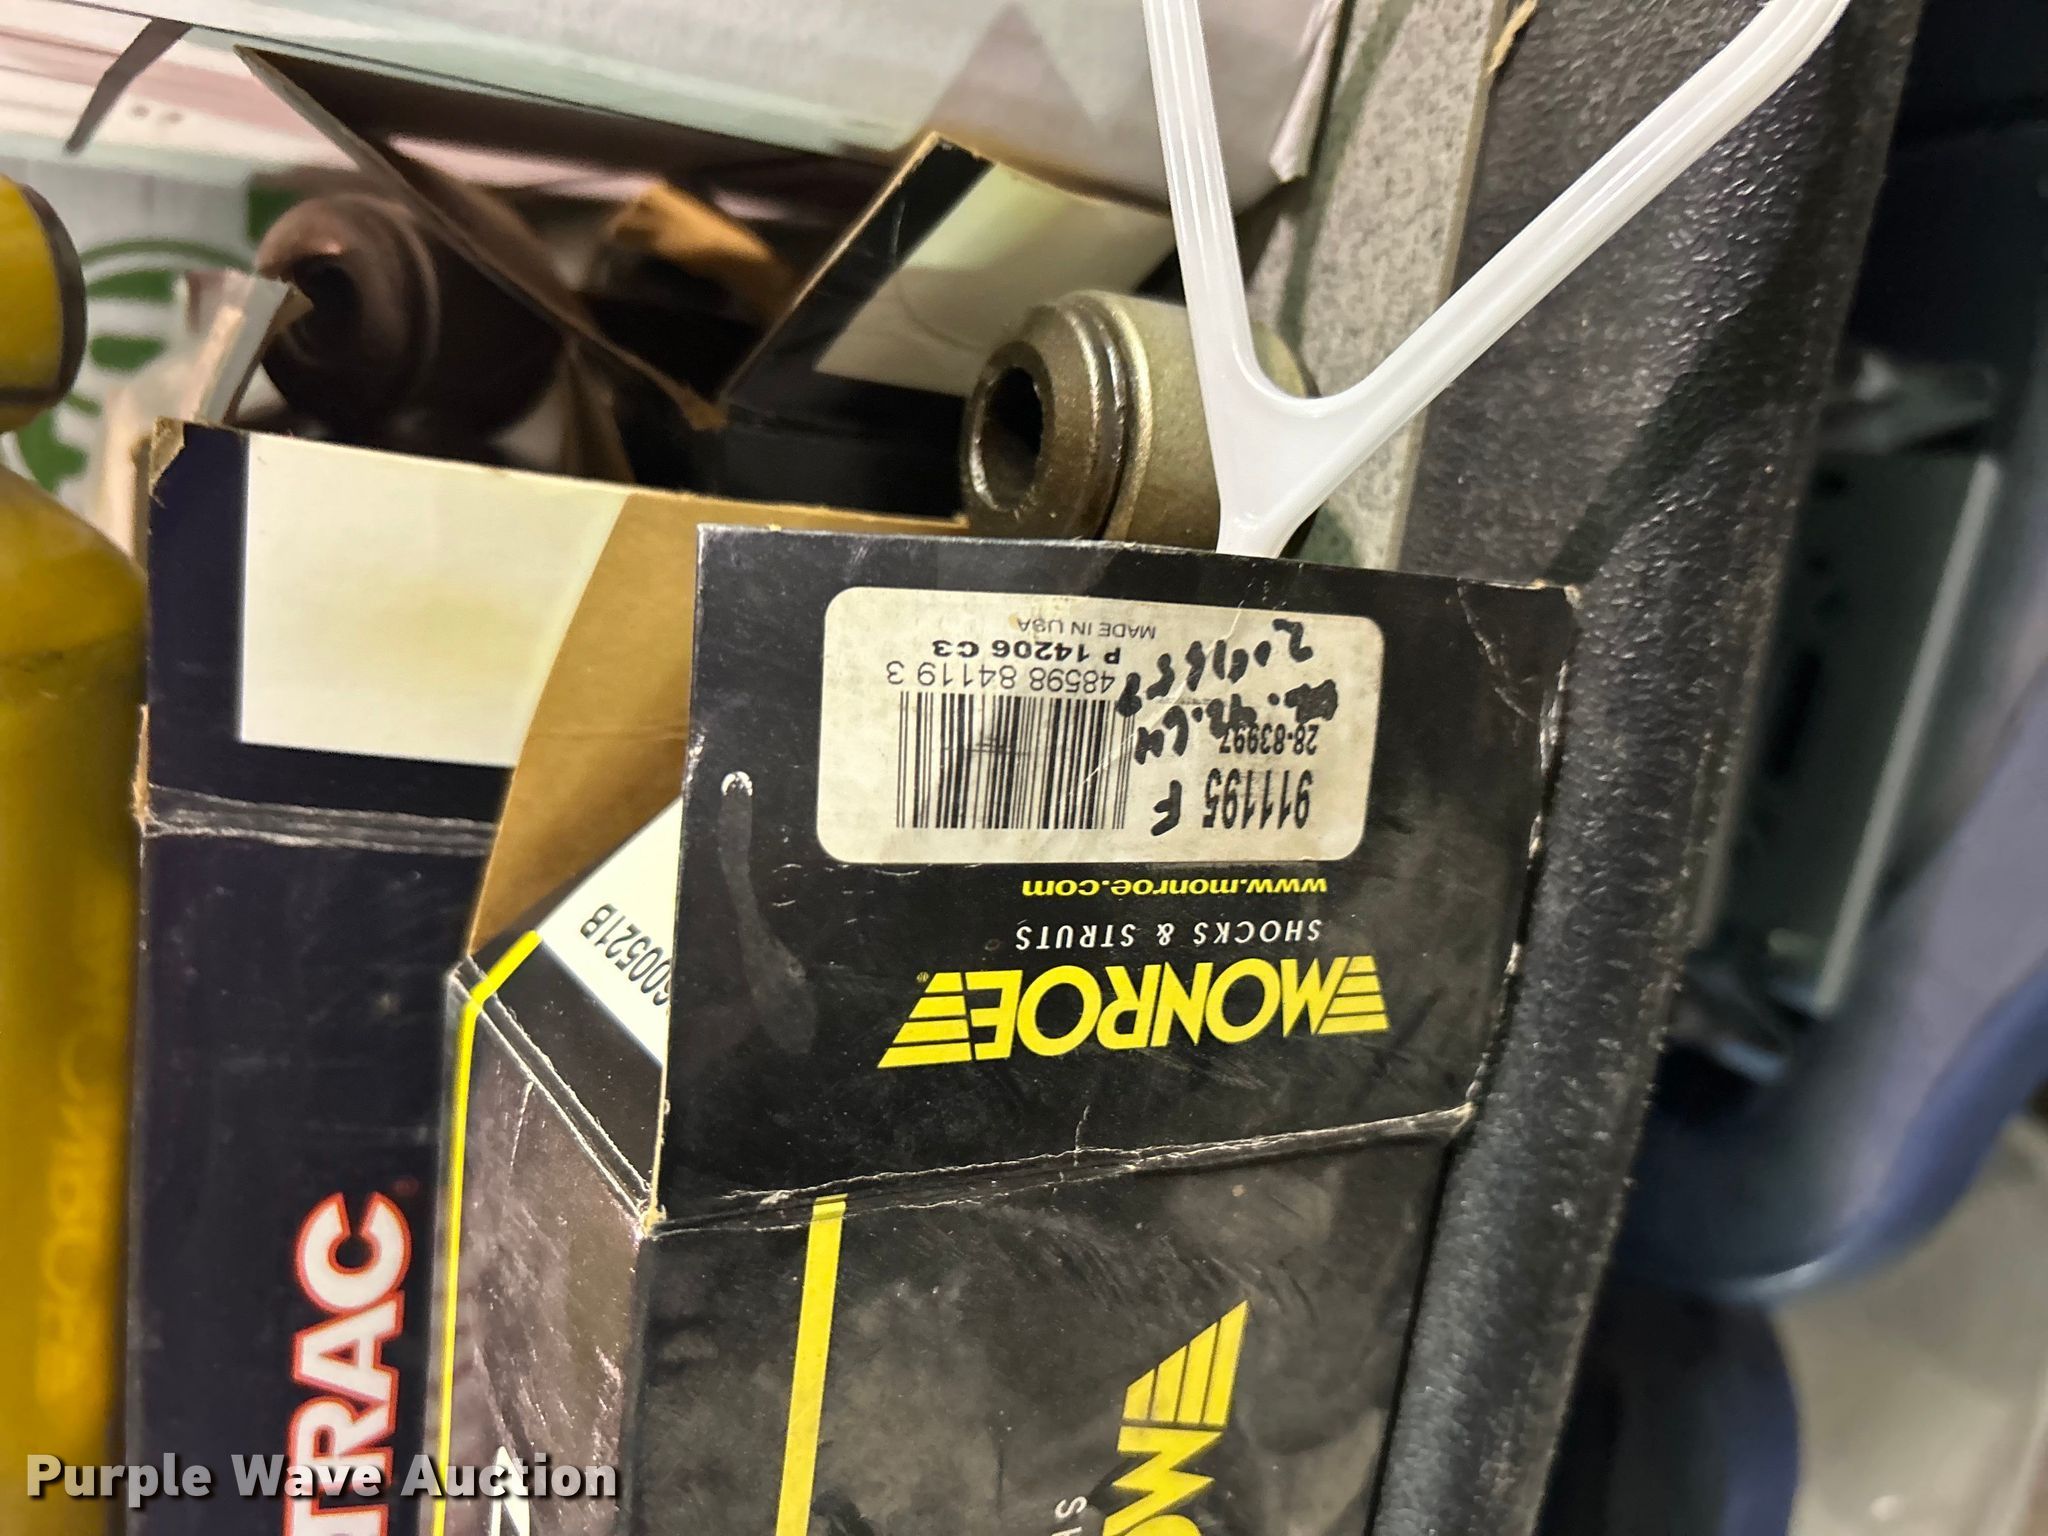 MONROE®
SHOCKS & STRUTS
www.monroe.com
911195 F
28-83997
48598 84119 3
P 14206 C3
MADE IN USA
00521B
TRAC
Purple Wave Auction